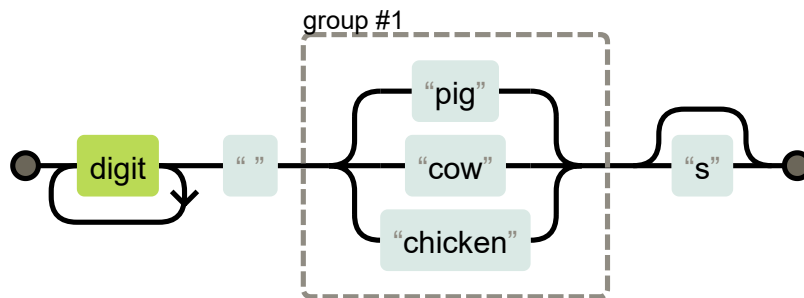 group #1
“pig”
digit
“ ”
“cow”
“s”
“chicken”